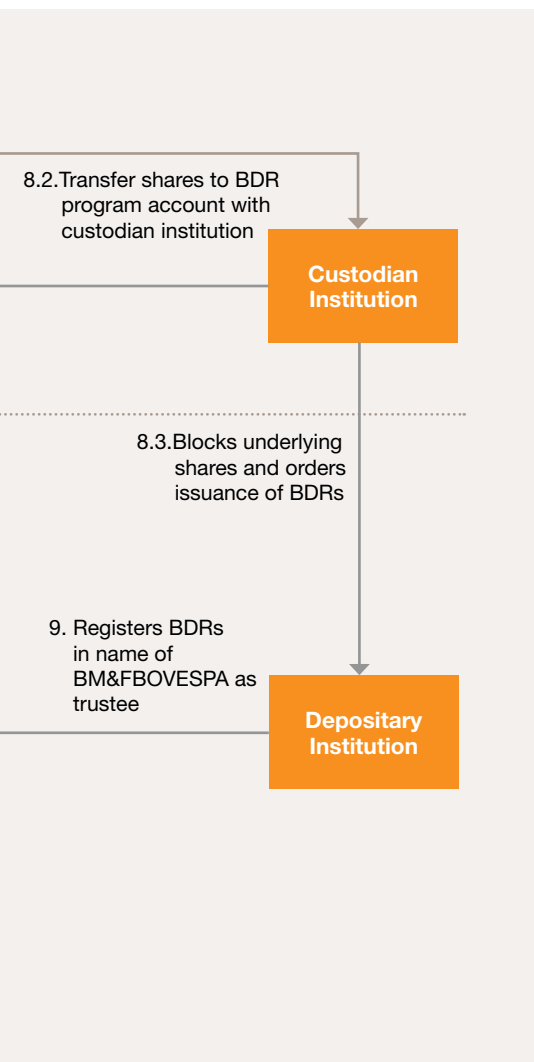 8.2.Transfer shares to BDR
program account with
custodian institution
Custodian
Institution
8.3.Blocks underlying
shares and orders
issuance of BDRs
9. Registers BDRs
in name of
BM&FBOVESPA as
trustee
Depositary
Institution